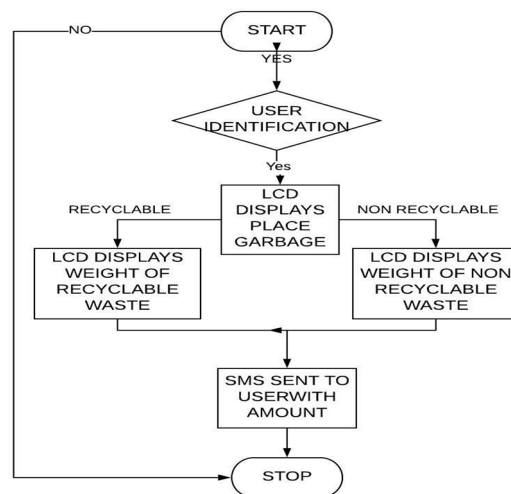 START
NO
YES
USER
IDENTIFICATION
Yes
LCD
DISPLAYS
PLACE
GARBAGE
RECYCLABLE
NON RECYCLABLE
LCD DISPLAYS
WEIGHT OF
RECYCLABLE
WASTE
LCD DISPLAYS
WEIGHT OF NON
RECYCLABLE
WASTE
SMS SENT TO
USERWITH
AMOUNT
STOP